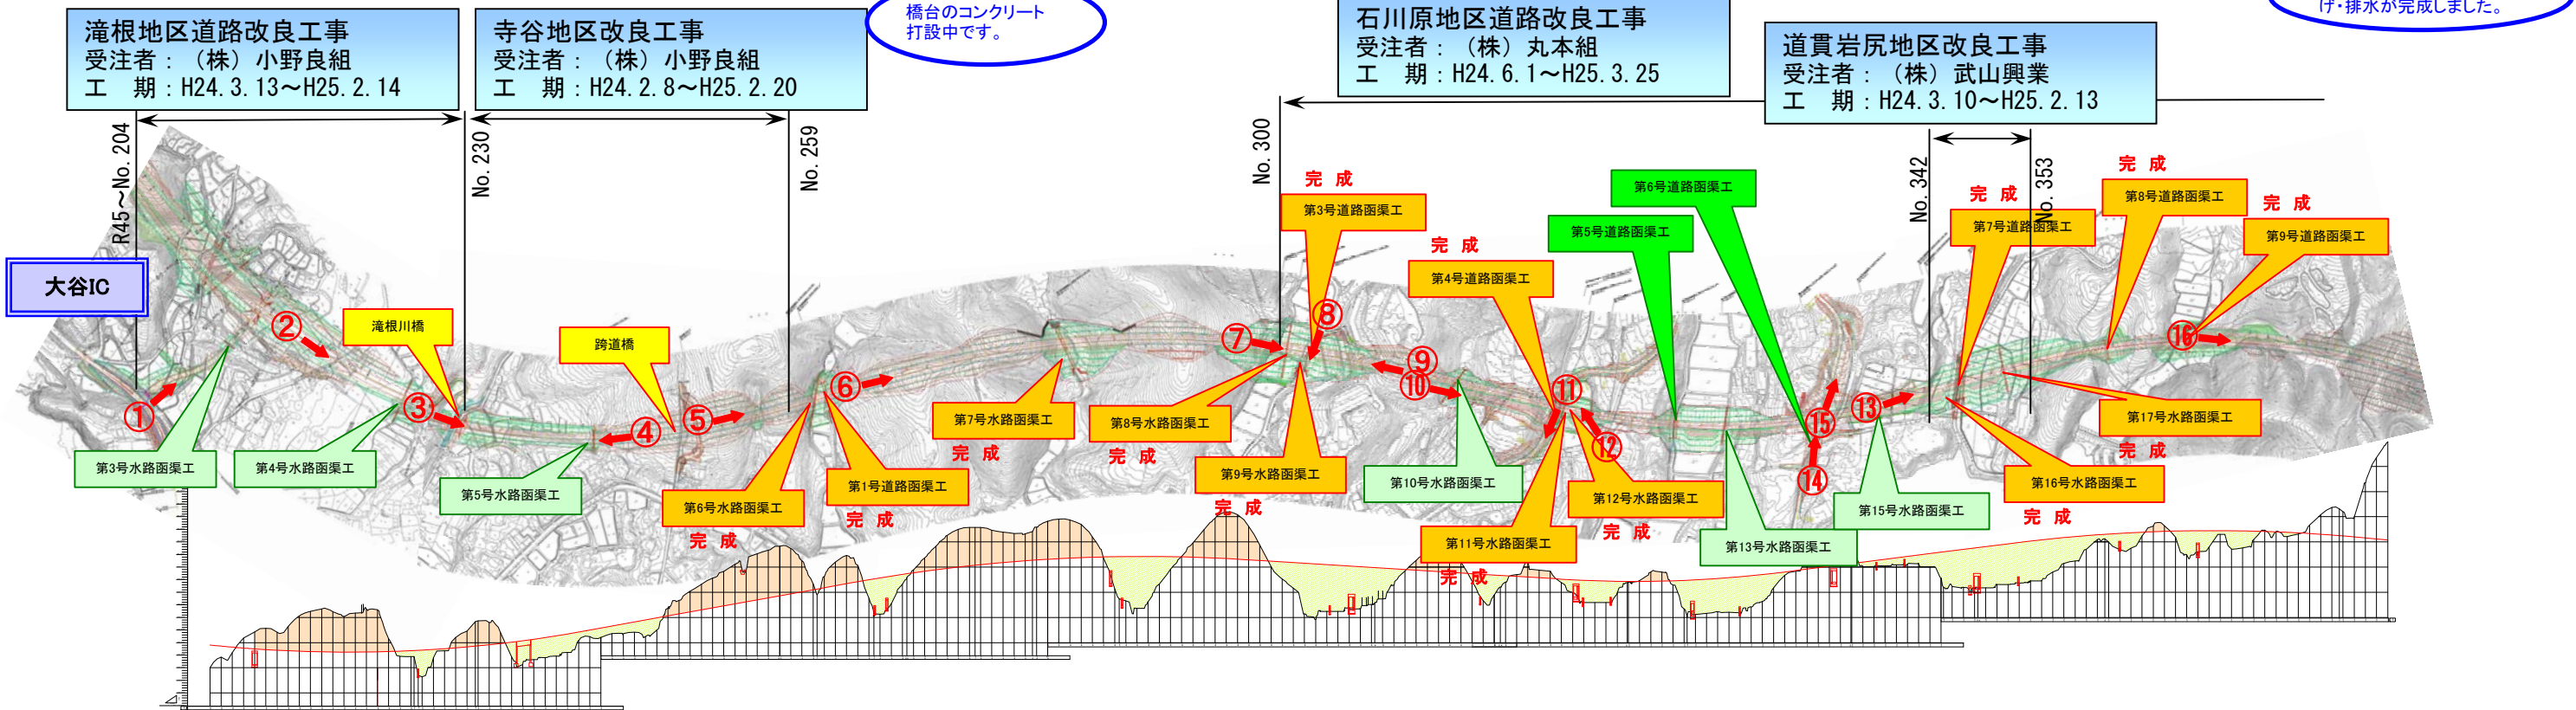 滝根地区道路改良工事
受注者：（株）小野良組
工　期：H24.3.13～H25.2.14
寺谷地区改良工事
受注者：（株）小野良組
工　期：H24.2.8～H25.2.20
橋台のコンクリート
打設中です。
石川原地区道路改良工事
受注者：（株）丸本組
工　期：H24.6.1～H25.3.25
道貫岩尻地区改良工事
受注者：（株）武山興業
工　期：H24.3.10～H25.2.13
げ・排水が完成しました。
R45～No.204
No.230
No.259
No.300
No.342
No.353
大谷IC
滝根川橋
跨道橋
完 成
第3号道路函渠工
完 成
第4号道路函渠工
第5号道路函渠工
第6号道路函渠工
完 成
第7号道路函渠工
完 成
第8号道路函渠工
完 成
第9号道路函渠工
①
②
③
④
⑤
⑥
⑦
⑧
⑨
⑩
⑪
⑫
⑬
⑭
⑮
⑯
第3号水路函渠工
第4号水路函渠工
第5号水路函渠工
第6号水路函渠工
完 成
第1号道路函渠工
完 成
第7号水路函渠工
完 成
第8号水路函渠工
完 成
第9号水路函渠工
完 成
第10号水路函渠工
第11号水路函渠工
完 成
第12号水路函渠工
完 成
第13号水路函渠工
第15号水路函渠工
第16号水路函渠工
完 成
第17号水路函渠工
完 成